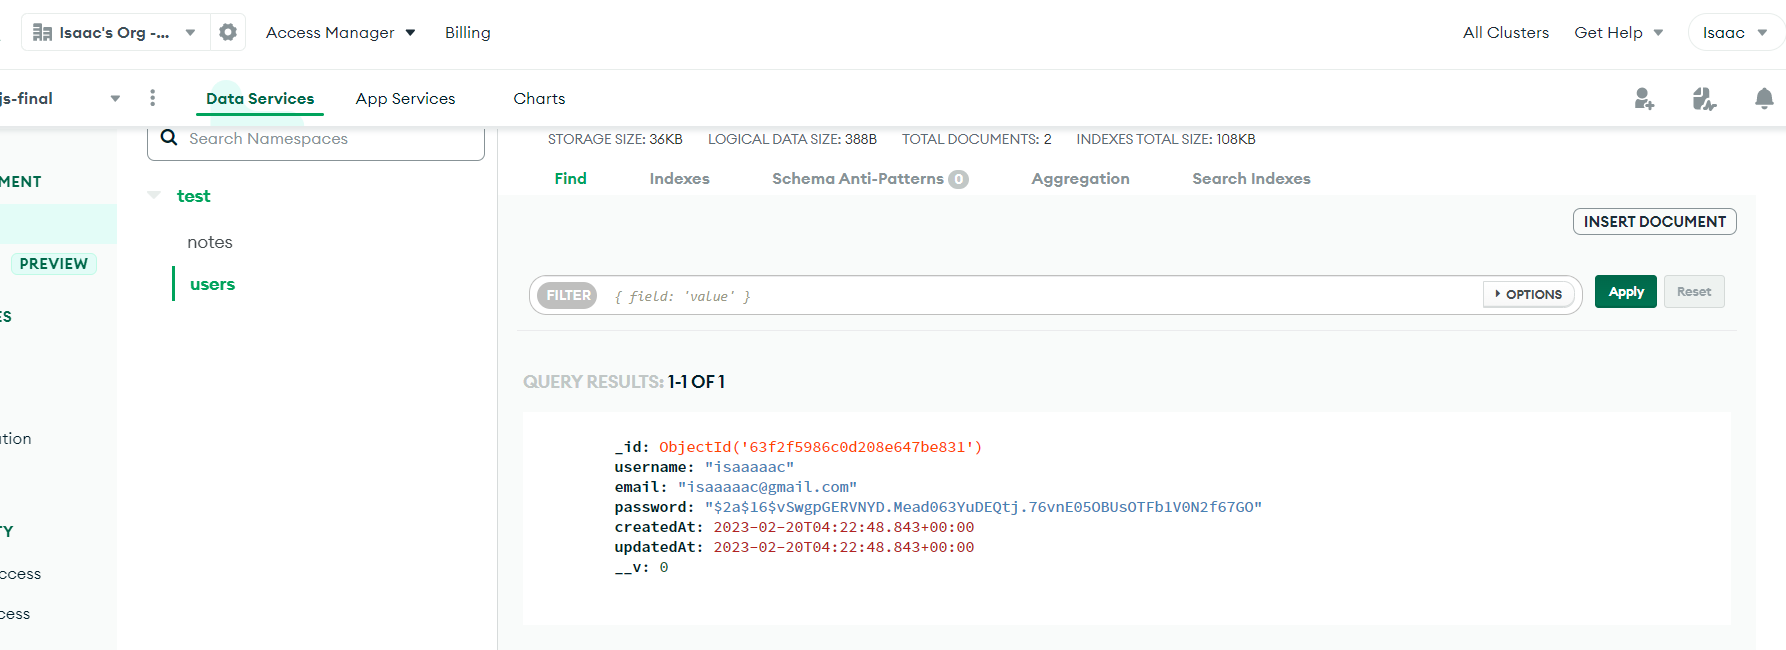 Isaac's Org -... Access Manager Billing All Clusters Get Help Isaac
js-final Data Services App Services Charts
Search Namespaces STORAGE SIZE: 36KB LOGICAL DATA SIZE: 388B TOTAL DOCUMENTS: 2 INDEXES TOTAL SIZE: 108KB
Find Indexes Schema Anti-Patterns 0 Aggregation Search Indexes
MENT
test
INSERT DOCUMENT
notes
PREVIEW
users
FILTER { field: 'value' } OPTIONS Apply Reset
ES
QUERY RESULTS: 1-1 OF 1
ation
_id: ObjectId('63f2f5986c0d208e647be831')
username: "isaaaaac"
email: "isaaaaac@gmail.com"
password: "$2a$16$vSwgpGERVNYD.Mead063YuDEQtj.76vnE05OBUsOTFb1V0N2f67GO"
createdAt: 2023-02-20T04:22:48.843+00:00
TY
updatedAt: 2023-02-20T04:22:48.843+00:00
__v: 0
ccess
cess